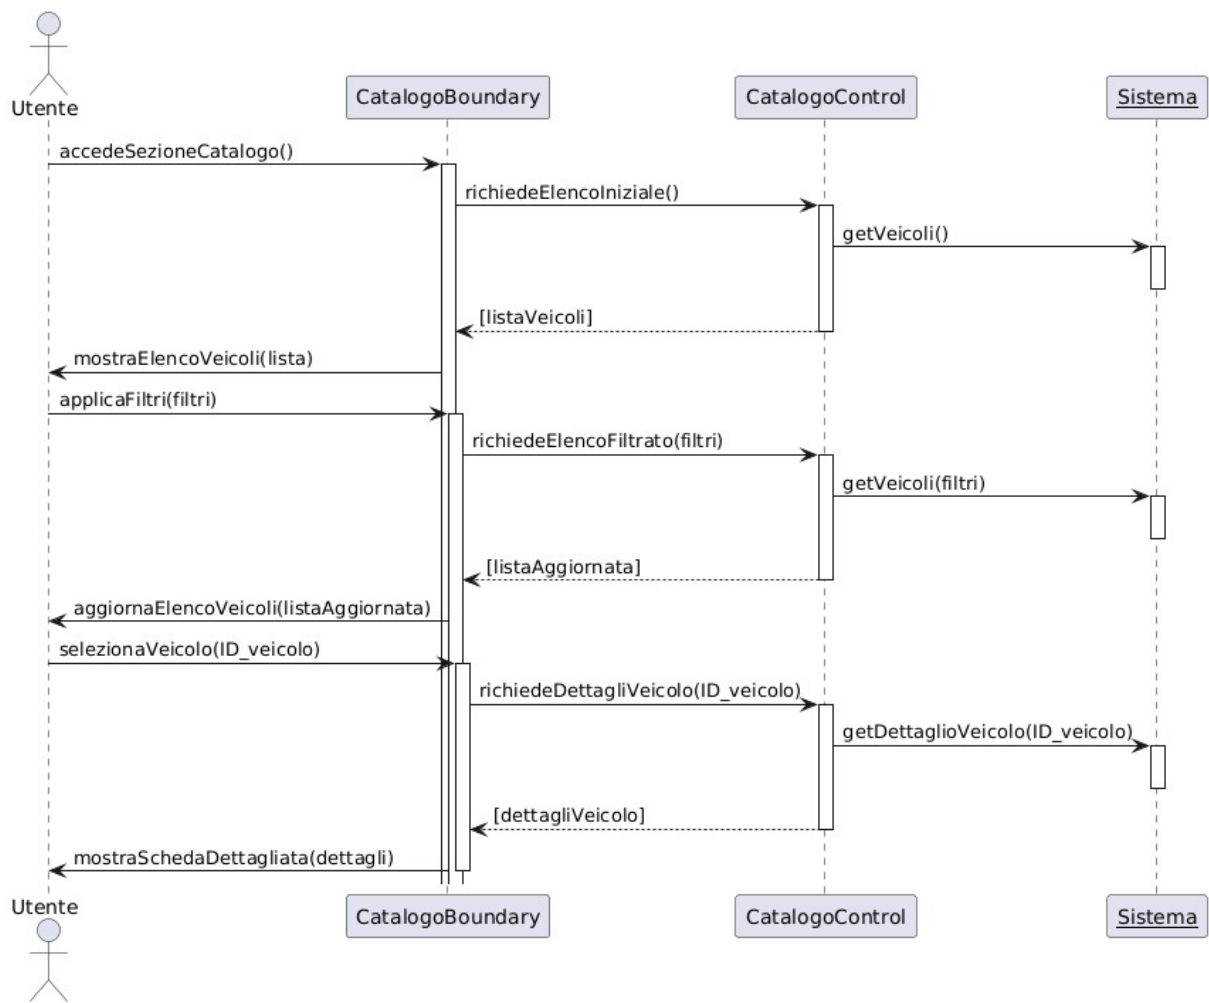 Utente
CatalogoBoundary
CatalogoControl
Sistema
accedeSezioneCatalogo()
richiedeElencoIniziale()
getVeicoli()
[listaVeicoli]
mostraElencoVeicoli(lista)
applicaFiltri(filtri)
richiedeElencoFiltrato(filtri)
getVeicoli(filtri)
[listaAggiornata]
aggiornaElencoVeicoli(listaAggiornata)
selezionaVeicolo(ID_veicolo)
richiedeDettagliVeicolo(ID_veicolo)
getDettaglioVeicolo(ID_veicolo)
[dettagliVeicolo]
mostraSchedaDettagliata(dettagli)
Utente
CatalogoBoundary
CatalogoControl
Sistema